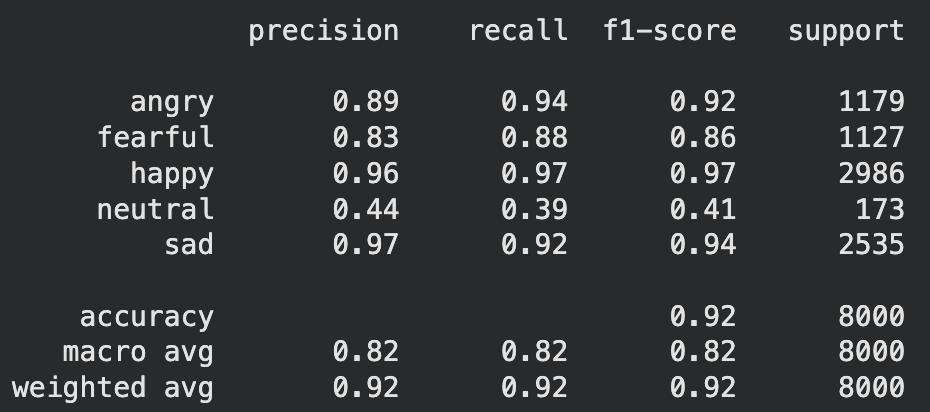 precision recall f1-score support
angry 0.89 0.94 0.92 1179
fearful 0.83 0.88 0.86 1127
happy 0.96 0.97 0.97 2986
neutral 0.44 0.39 0.41 173
sad 0.97 0.92 0.94 2535
accuracy 0.92 8000
macro avg 0.82 0.82 0.82 8000
weighted avg 0.92 0.92 0.92 8000